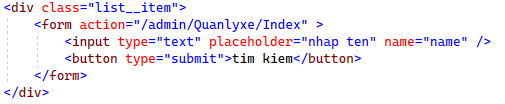 <div class="list__item">
<form action="/admin/Quanlyxe/Index" >
<input type="text" placeholder="nhap ten" name="name" />
<button type="submit">tim kiem</button>
</form>
</div>